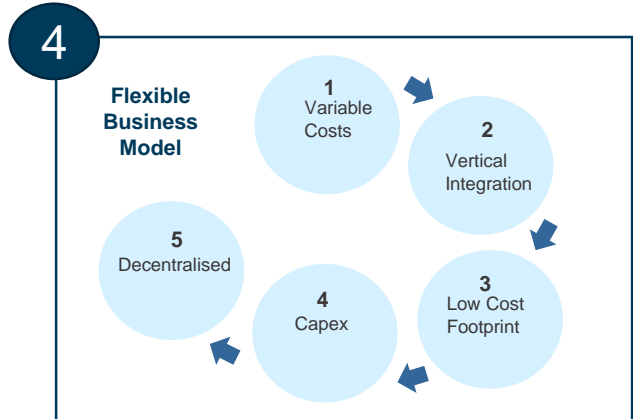 4
Flexible
Business
Model
1
Variable
Costs
2
Vertical
Integration
3
Low Cost
Footprint
4
Capex
5
Decentralised